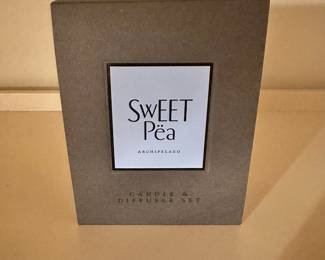 SWEET
Pëa
ARCHIPELAGO
CANDLE &
DIFFUSER SET